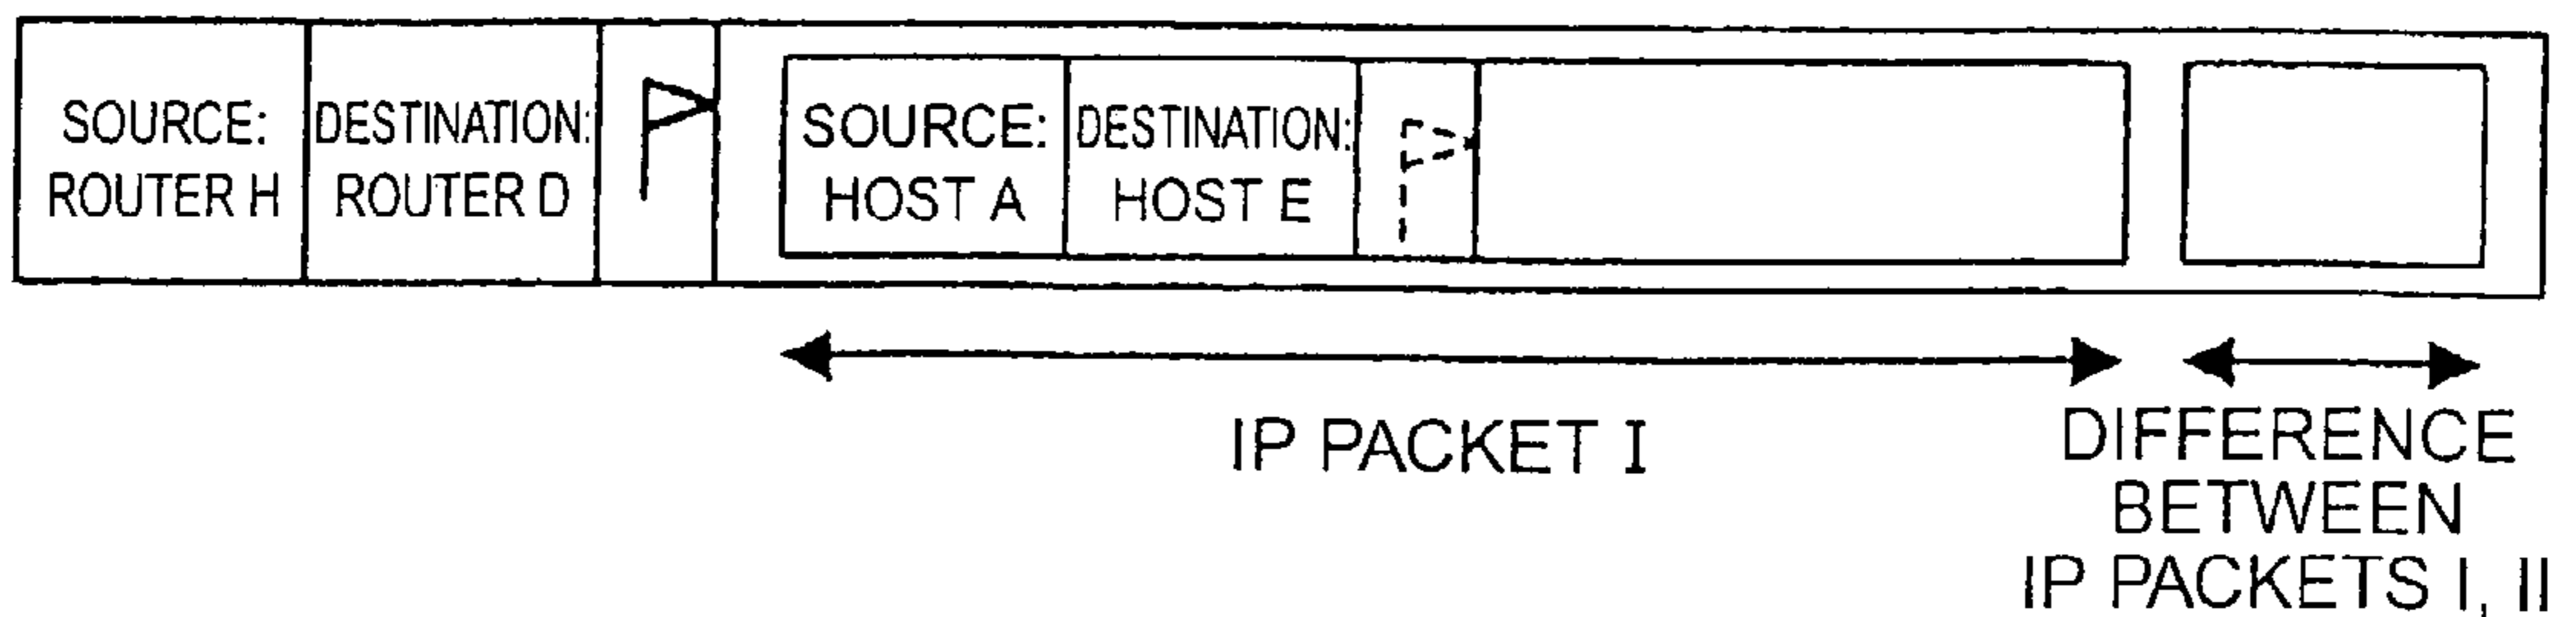 SOURCE:
ROUTER H
DESTINATION:
ROUTER D
SOURCE:
HOST A
DESTINATION:
HOST E
IP PACKET I
DIFFERENCE
BETWEEN
IP PACKETS I, II